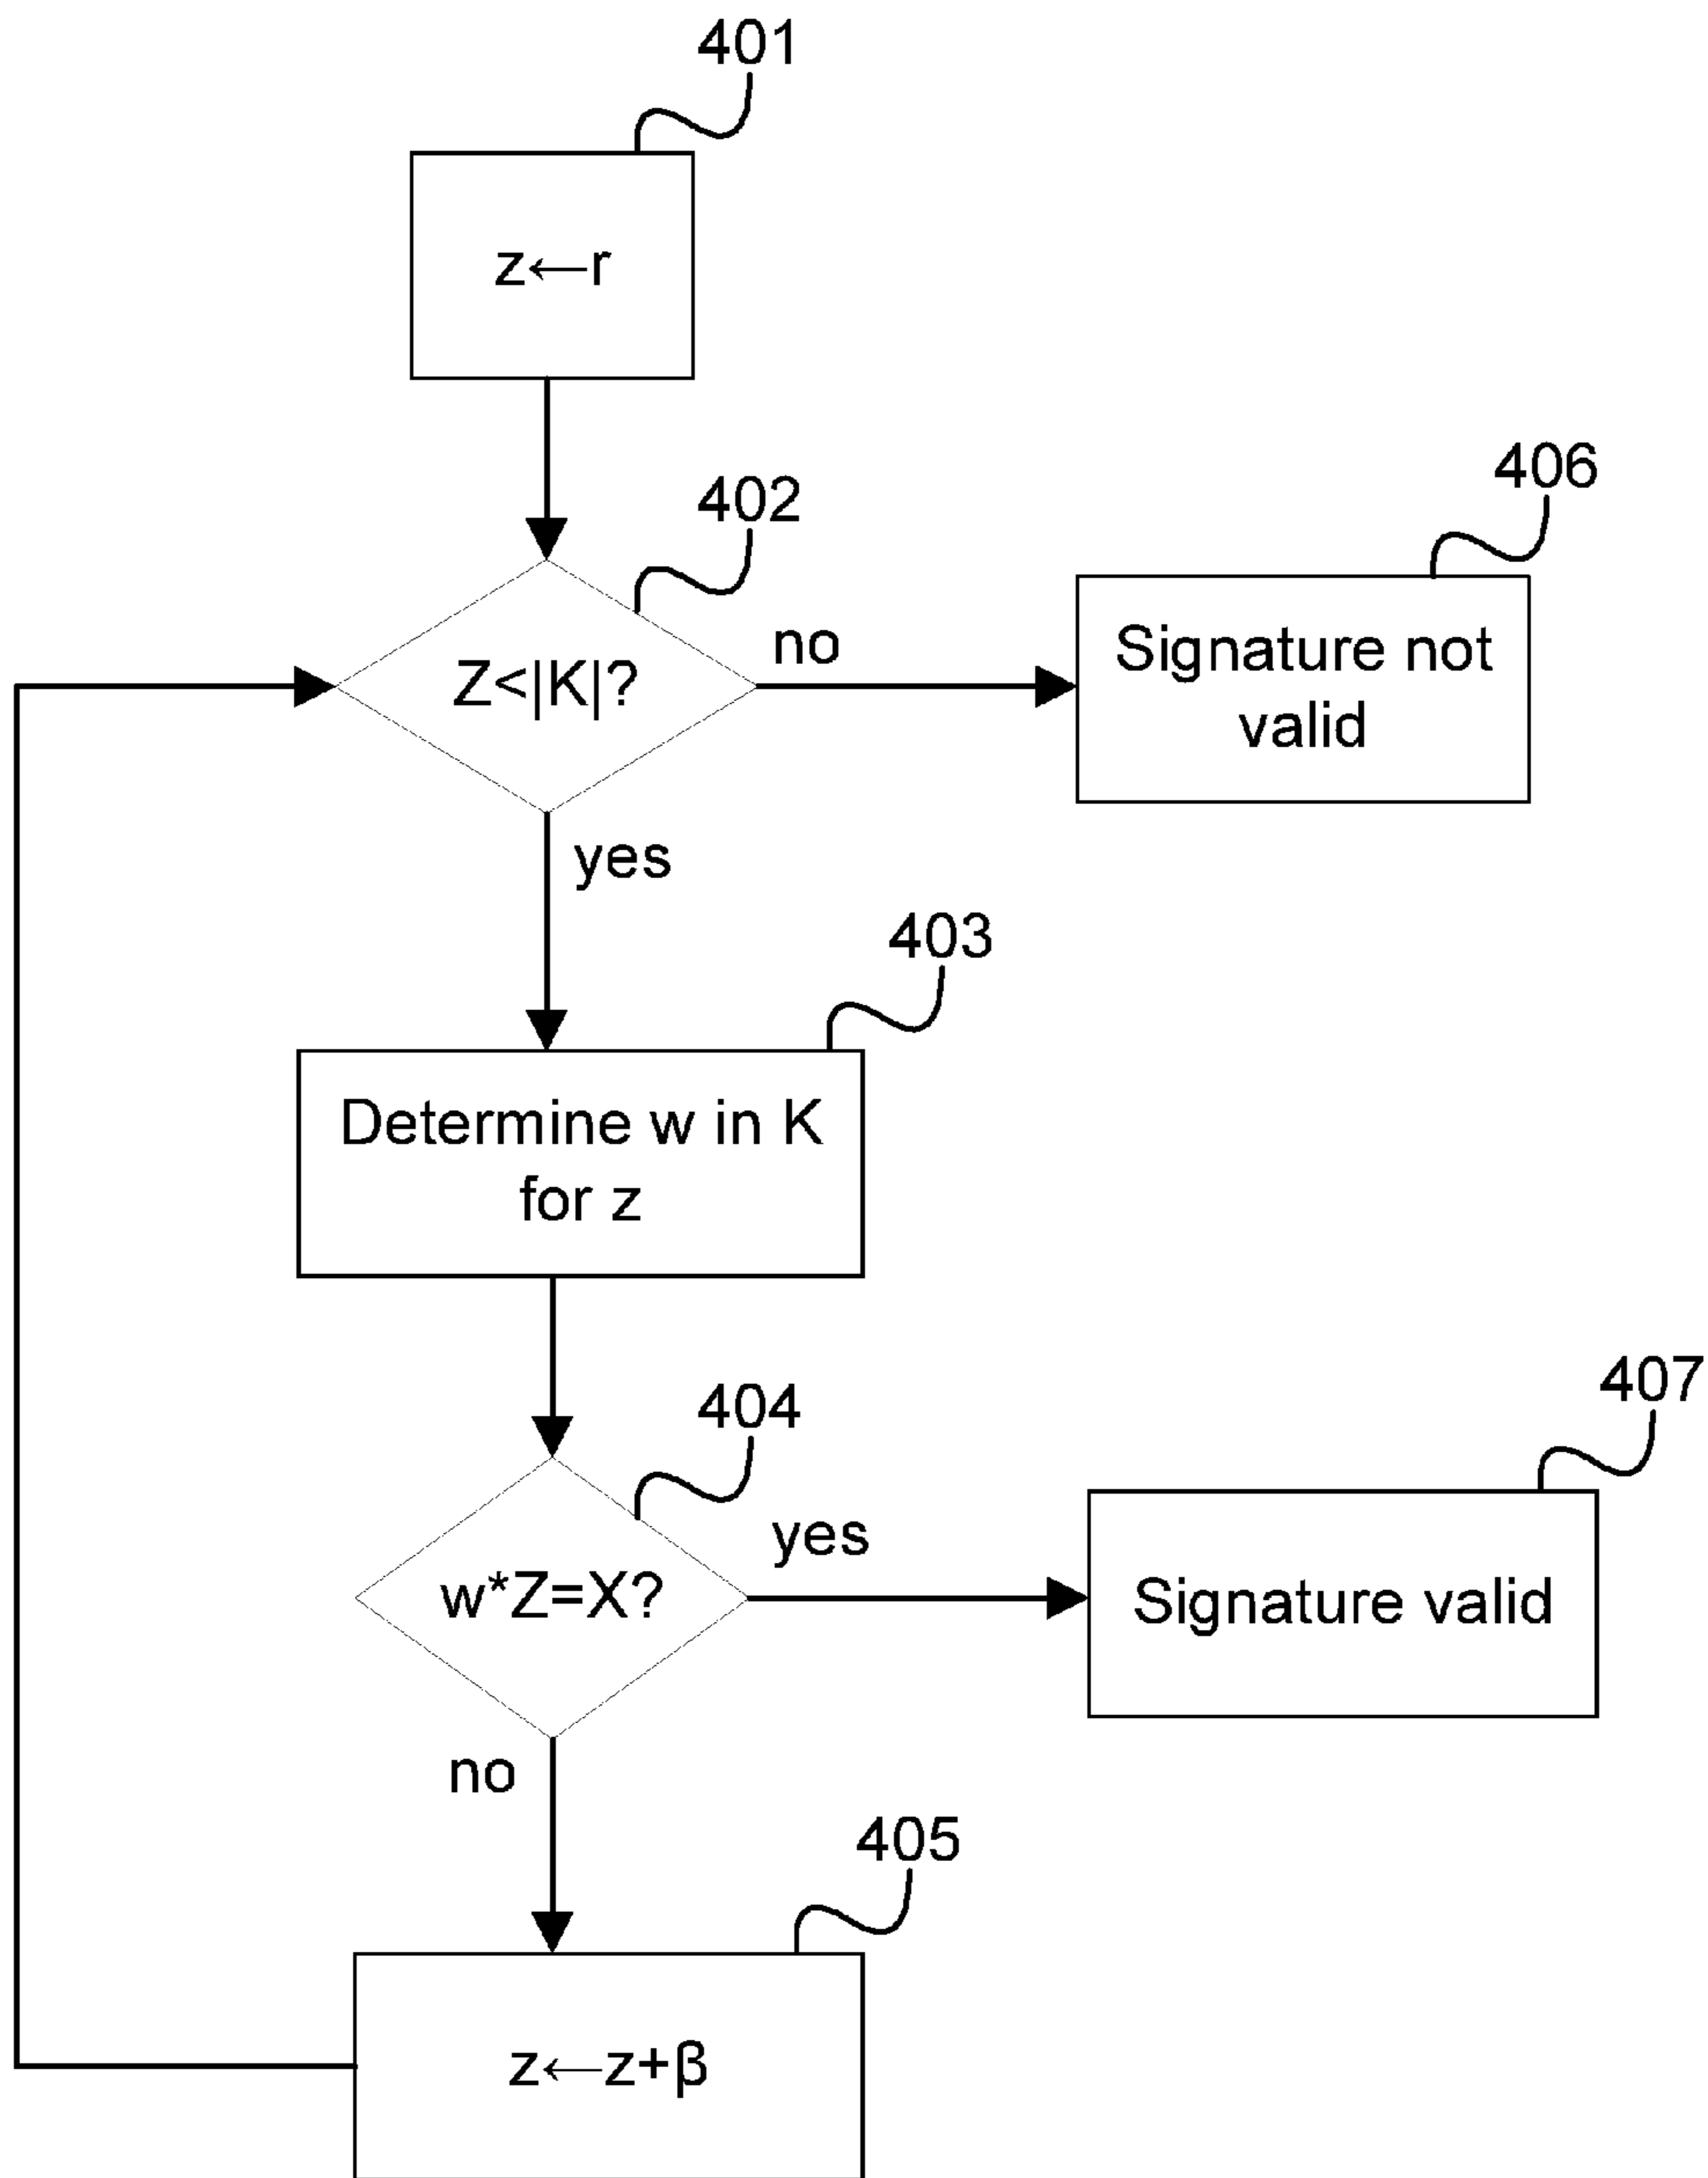 401
z←r
402
Z<|K|?
no
406
Signature not
valid
yes
403
Determine w in K
for z
404
w*Z=X?
yes
407
Signature valid
no
405
z←z+β